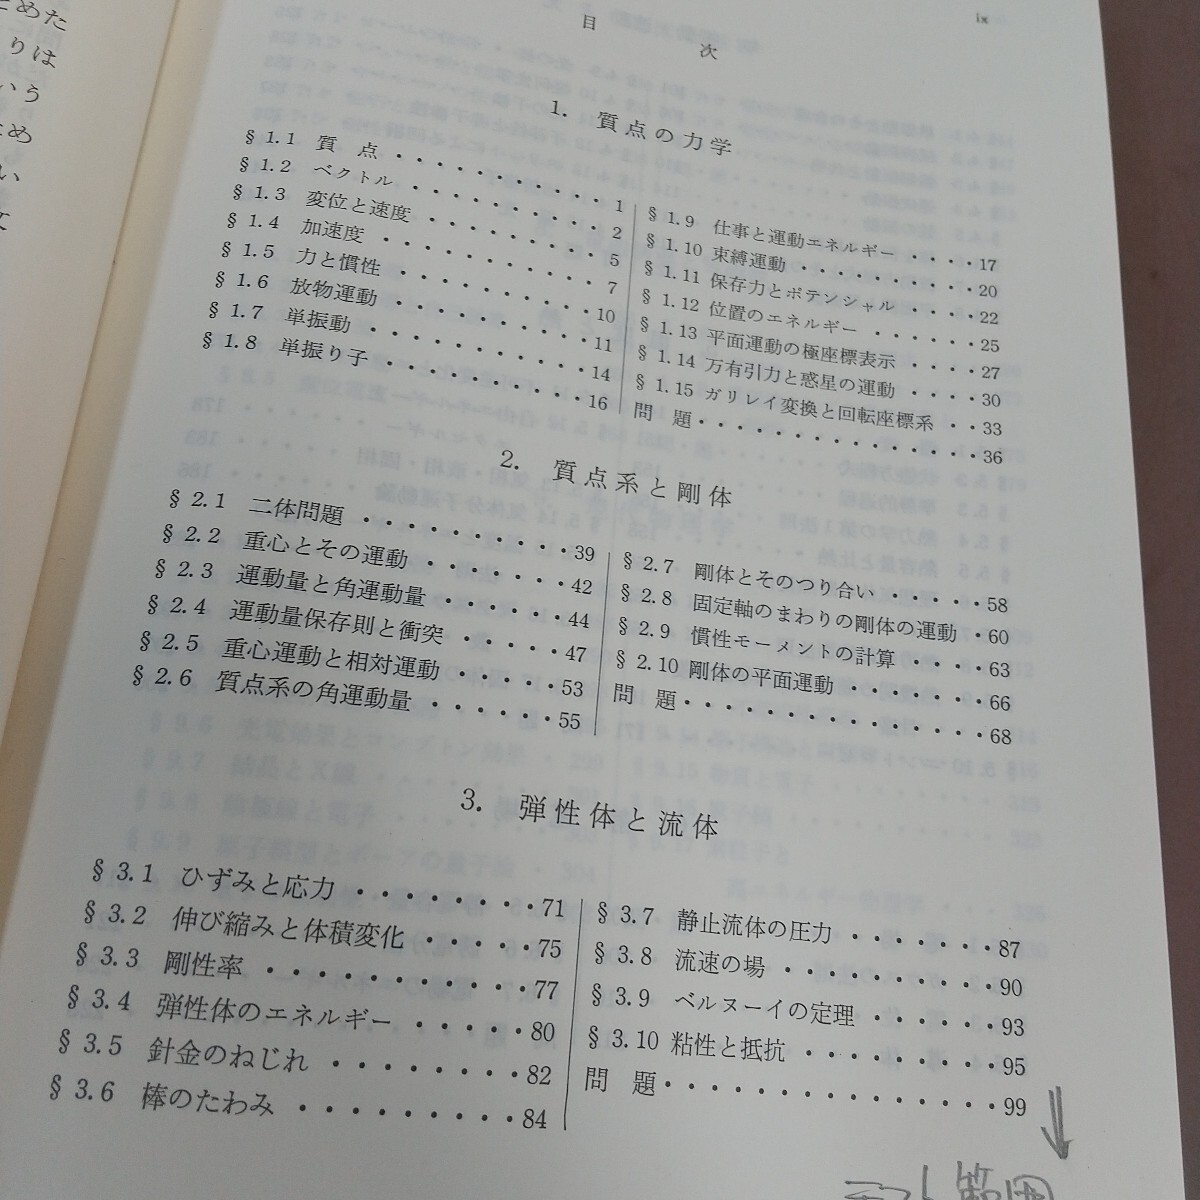 とめた
りは
いう
ため
い
ix
目 次
1. 質点の力学
§ 1.1 質 点 ・・・・・・・・・・ 1
§ 1.2 ベクトル ・・・・・・・・・ 2
§ 1.3 変位と速度 ・・・・・・・・ 5
§ 1.4 加速度 ・・・・・・・・・・ 7
§ 1.5 力と慣性 ・・・・・・・・・ 10
§ 1.6 放物運動 ・・・・・・・・・ 11
§ 1.7 単振動 ・・・・・・・・・・ 14
§ 1.8 単振り子 ・・・・・・・・・ 16
§ 1.9 仕事と運動エネルギー ・・・・ 17
§ 1.10 束縛運動 ・・・・・・・・・ 20
§ 1.11 保存力とポテンシャル ・・・・ 22
§ 1.12 位置のエネルギー ・・・・・・ 25
§ 1.13 平面運動の極座標表示 ・・・・ 27
§ 1.14 万有引力と惑星の運動 ・・・・ 30
§ 1.15 ガリレイ変換と回転座標系 ・・ 33
問 題・・・・・・・・・・・・・ 36
2. 質点系と剛体
§ 2.1 二体問題 ・・・・・・・・・ 39
§ 2.2 重心とその運動 ・・・・・・・ 42
§ 2.3 運動量と角運動量 ・・・・・・ 44
§ 2.4 運動量保存則と衝突 ・・・・・ 47
§ 2.5 重心運動と相対運動 ・・・・・ 53
§ 2.6 質点系の角運動量 ・・・・・・ 55
§ 2.7 剛体とそのつり合い ・・・・・ 58
§ 2.8 固定軸のまわりの剛体の運動 ・ 60
§ 2.9 慣性モーメントの計算 ・・・・ 63
§ 2.10 剛体の平面運動 ・・・・・・ 66
問 題・・・・・・・・・・・・・ 68
3. 弾性体と流体
§ 3.1 ひずみと応力 ・・・・・・・・ 71
§ 3.2 伸び縮みと体積変化 ・・・・・ 75
§ 3.3 剛性率 ・・・・・・・・・・ 77
§ 3.4 弾性体のエネルギー ・・・・・ 80
§ 3.5 針金のねじれ ・・・・・・・・ 82
§ 3.6 棒のたわみ ・・・・・・・・・ 84
§ 3.7 静止流体の圧力 ・・・・・・・ 87
§ 3.8 流速の場 ・・・・・・・・・ 90
§ 3.9 ベルヌーイの定理 ・・・・・・ 93
§ 3.10 粘性と抵抗 ・・・・・・・・ 95
問 題・・・・・・・・・・・・・ 99
↓
テスト範囲